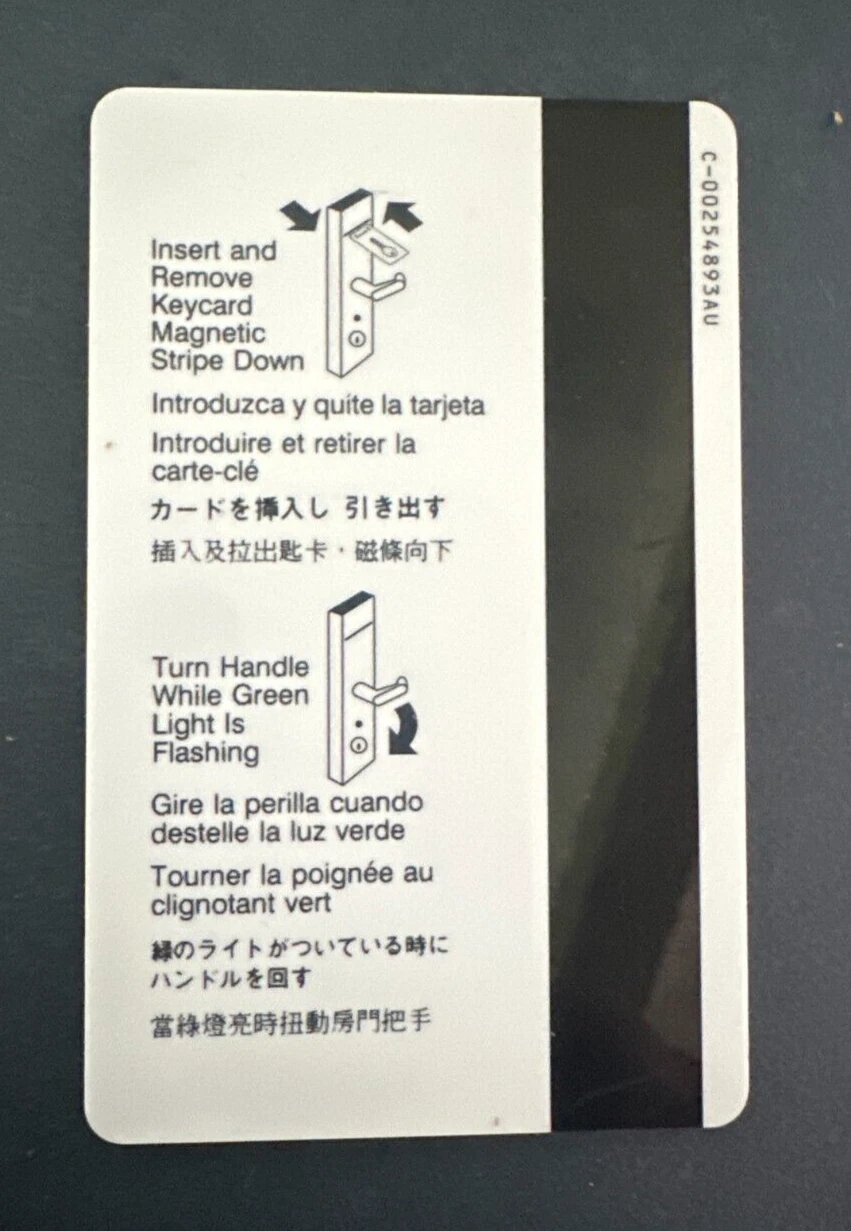 Insert and
Remove
Keycard
Magnetic
Stripe Down
Introduzca y quite la tarjeta
Introduire et retirer la
carte-clé
カードを挿入し 引き出す
插入及拉出匙卡·磁條向下
Turn Handle
While Green
Light Is
Flashing
Gire la perilla cuando
destelle la luz verde
Tourner la poignée au
clignotant vert
緑のライトがついている時に
ハンドルを回す
當綠燈亮時扭動房門把手
C-00254893AU